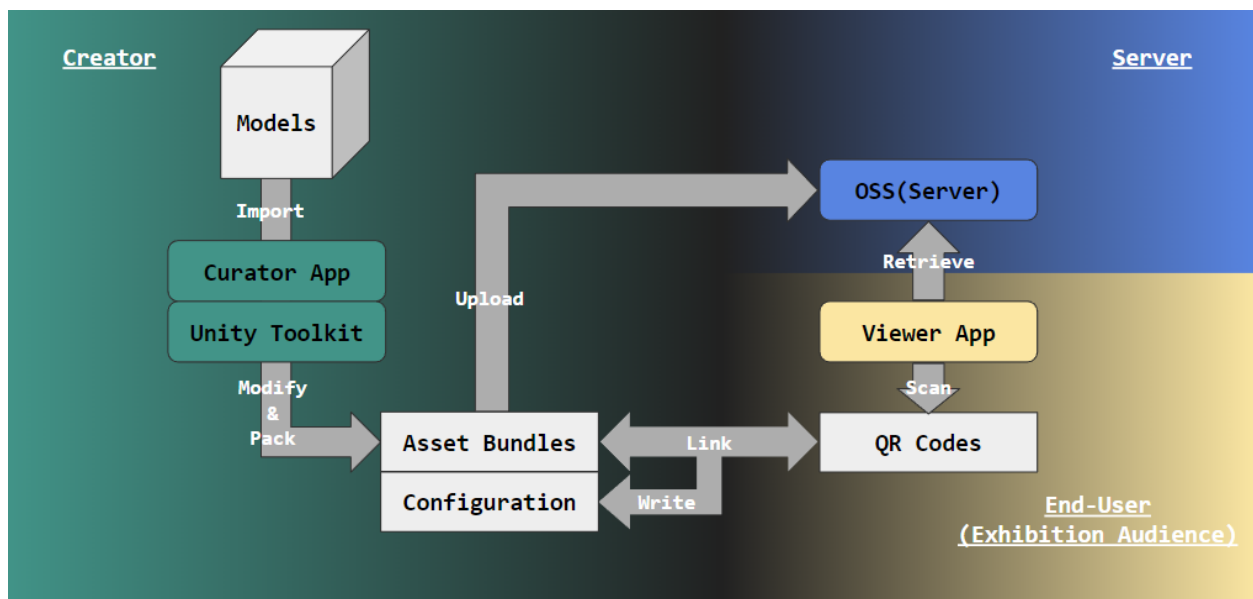 Creator
Server
Models
Import
Curator App
Unity Toolkit
Modify
&
Pack
Upload
OSS(Server)
Retrieve
Viewer App
Scan
Asset Bundles
Link
QR Codes
Configuration
Write
End-User
(Exhibition Audience)